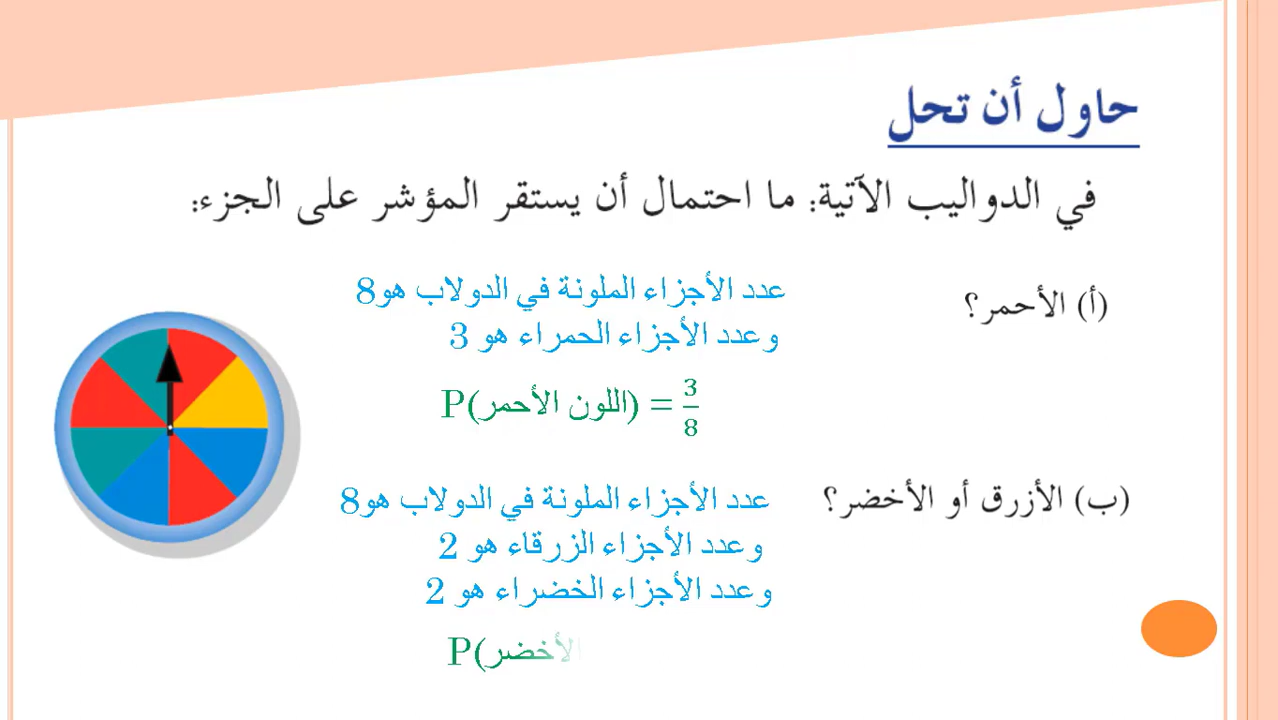 حاول أن تحل
في الدواليب الآتية: ما احتمال أن يستقر المؤشر على الجزء:
(أ) الأحمر؟
عدد الأجزاء الملونة في الدولاب هو8
وعدد الأجزاء الحمراء هو 3
P(اللون الأحمر) = 3/8
(ب) الأزرق أو الأخضر؟
عدد الأجزاء الملونة في الدولاب هو8
وعدد الأجزاء الزرقاء هو 2
وعدد الأجزاء الخضراء هو 2
P(الأخضر